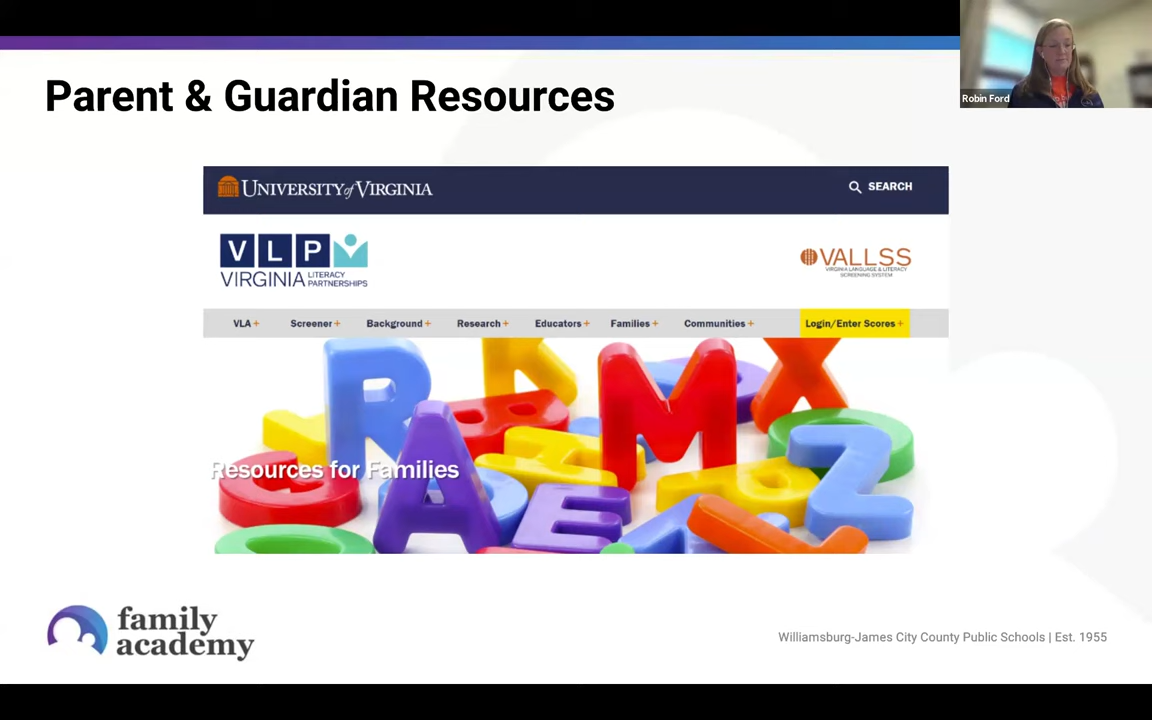 Parent & Guardian Resources
Robin Ford
UNIVERSITY of VIRGINIA
SEARCH
VLP
VIRGINIA LITERACY PARTNERSHIPS
VALLSS
VIRGINIA LANGUAGE & LITERACY
SCREENING SYSTEM
VLA+ Screener+ Background+ Research+ Educators+ Families+ Communities+ Login/Enter Scores+
Resources for Families
family
academy
Williamsburg-James City County Public Schools | Est. 1955